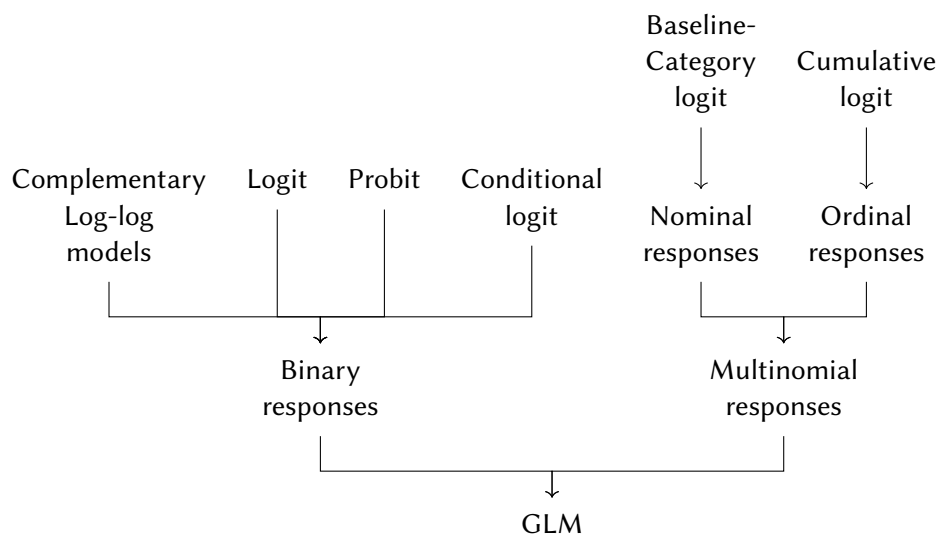 Baseline-
Category
logit
Cumulative
logit
Complementary
Log-log
models
Logit
Probit
Conditional
logit
Nominal
responses
Ordinal
responses
Binary
responses
Multinomial
responses
GLM